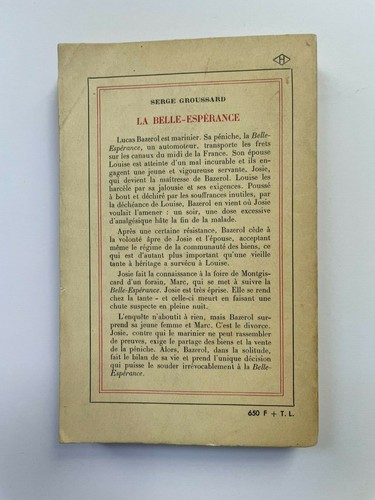 H
SERGE GROUSSARD
LA BELLE-ESPÉRANCE
Lucas Bazerol est marinier. Sa péniche, la Belle-
Espérance, un automoteur, transporte les frets
sur les canaux du midi de la France. Son épouse
Louise est atteinte d'un mal incurable et ils en-
gagent une jeune et vigoureuse servante, Josie,
qui devient la maîtresse de Bazerol. Louise les
harcèle par sa jalousie et ses exigences. Poussé
à bout et déchiré par les souffrances inutiles, par
la déchéance de Louise, Bazerol en vient où Josie
voulait l'amener : un soir, une dose excessive
d'analgésique hâte la fin de la malade.
Après une certaine résistance, Bazerol cède à
la volonté âpre de Josie et l'épouse, acceptant
même le régime de la communauté des biens, ce
qui est d'autant plus important qu'une vieille
tante à héritage a survécu à Louise.
Josie fait la connaissance à la foire de Montgis-
card d'un forain, Marc, qui se met à suivre la
Belle-Espérance. Josie est très éprise. Elle se rend
chez la tante - et celle-ci meurt en faisant une
chute suspecte en pleine nuit.
L'enquête n'aboutit à rien, mais Bazerol sur-
prend sa jeune femme et Marc. C'est le divorce.
Josie, contre qui le marinier ne peut rassembler
de preuves, exige le partage des biens et la vente
de la péniche. Alors, Bazerol, dans la solitude,
fait le bilan de sa vie et prend l'unique décision
qui puisse le souder irrévocablement à la Belle-
Espérance.
650 F + T. L.